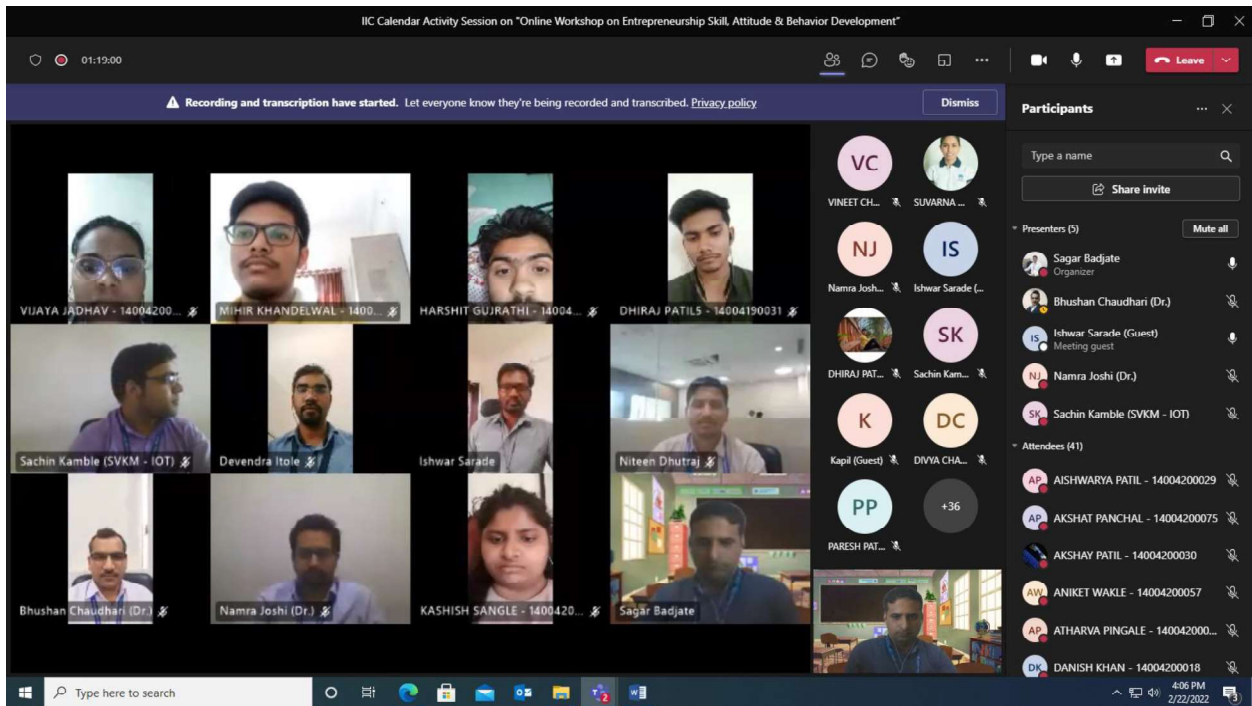 IIC Calendar Activity Session on "Online Workshop on Entrepreneurship Skill, Attitude & Behavior Development"
01:19:00
Leave
Recording and transcription have started. Let everyone know they're being recorded and transcribed. Privacy policy
Dismiss
VIJAYA JADHAV - 14004200...
MIHIR KHANDELWAL - 1400...
HARSHIT GUJRATHI - 14004...
DHIRAJ PATIL5 - 14004190031
Sachin Kamble (SVKM - IOT)
Devendra Itole
Ishwar Sarade
Niteen Dhutraj
Bhushan Chaudhari (Dr.)
Namra Joshi (Dr.)
KASHISH SANGLE - 1400420...
Sagar Badjate
VC
VINEET CH...
SUVARNA ...
NJ
Namra Josh...
IS
Ishwar Sarade (...
DHIRAJ PAT...
SK
Sachin Kam...
K
Kapil (Guest)
DC
DIVYA CHA...
PP
PARESH PAT...
+36
Participants
Type a name
Share invite
Presenters (5)
Mute all
Sagar Badjate
Organizer
Bhushan Chaudhari (Dr.)
IS
Ishwar Sarade (Guest)
Meeting guest
NJ
Namra Joshi (Dr.)
SK
Sachin Kamble (SVKM - IOT)
Attendees (41)
AP
AISHWARYA PATIL - 14004200029
AP
AKSHAT PANCHAL - 14004200075
AKSHAY PATIL - 14004200030
AW
ANIKET WAKLE - 14004200057
AP
ATHARVA PINGALE - 140042000...
DK
DANISH KHAN - 14004200018
Type here to search
2
4:06 PM
2/22/2022
3